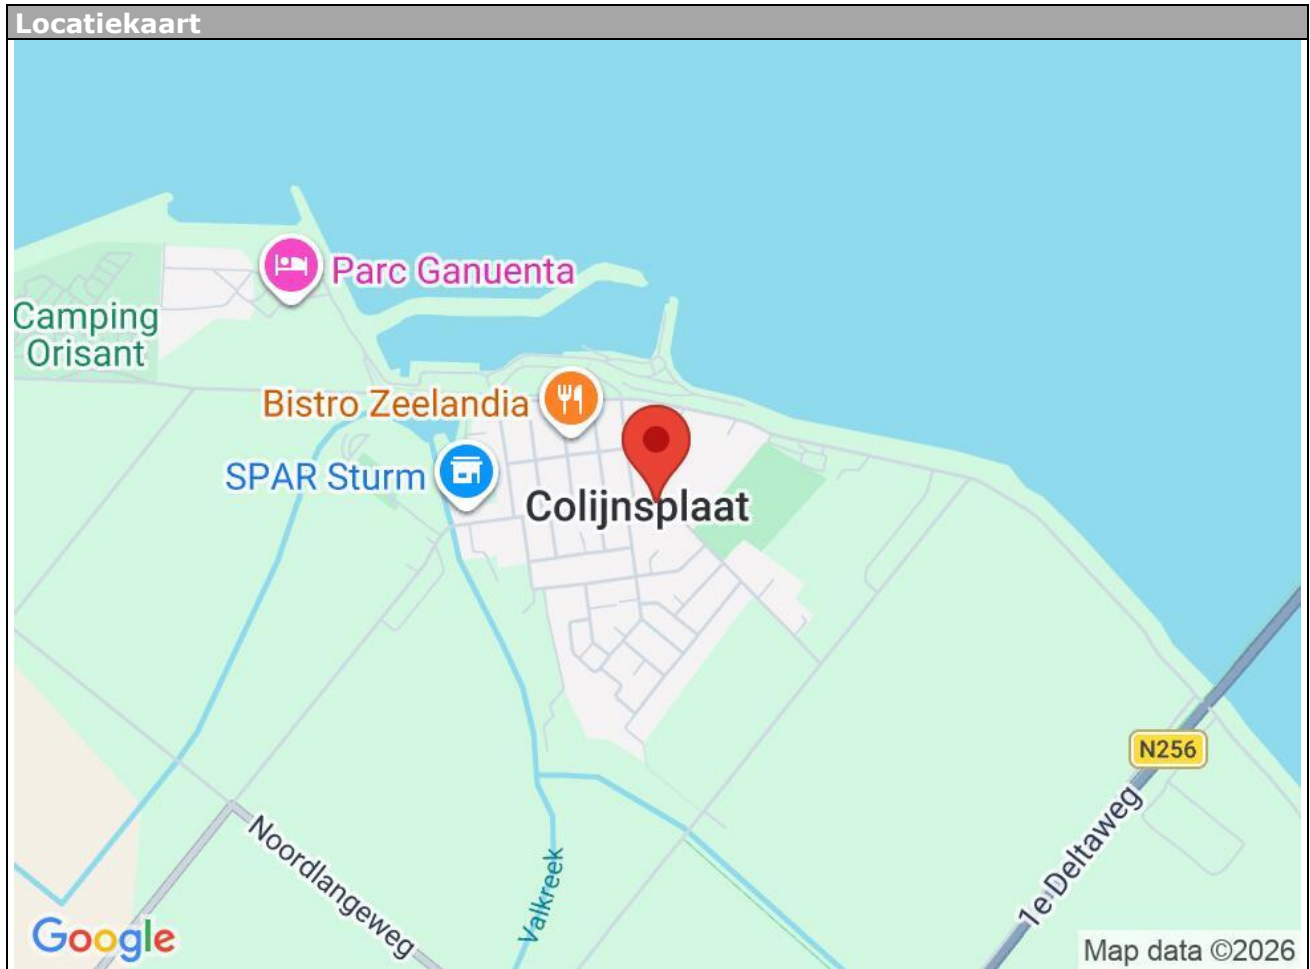 Locatiekaart
Parc Ganuenta
Camping
Orisant
Bistro Zeelandia
SPAR Sturm
Colijnsplaat
N256
1e Deltaweg
Noordlangeweg
Valkreek
Google
Map data ©2026